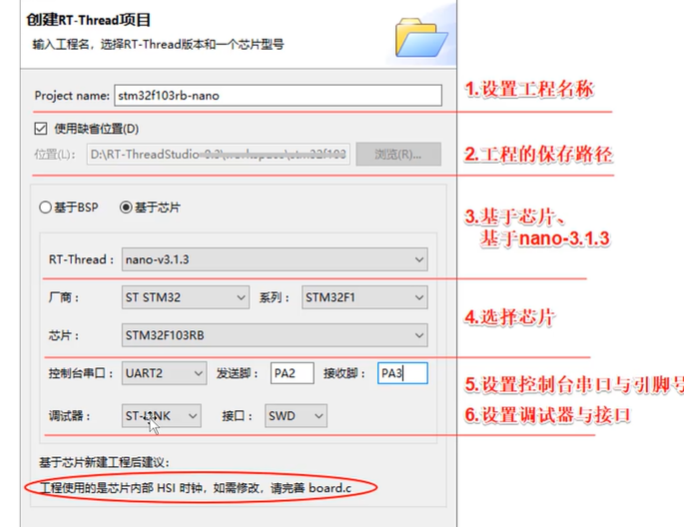 创建RT-Thread项目
输入工程名，选择RT-Thread版本和一个芯片型号
Project name: stm32f103rb-nano
1.设置工程名称
使用缺省位置(D)
位置(L): D:\RT-ThreadStudio-0.3\workspace\stm32f103 浏览(R)...
2.工程的保存路径
基于BSP 基于芯片
3.基于芯片、
基于nano-3.1.3
RT-Thread : nano-v3.1.3
厂商： ST STM32 系列： STM32F1
4.选择芯片
芯片： STM32F103RB
控制台串口： UART2 发送脚： PA2 接收脚： PA3
5.设置控制台串口与引脚号
调试器： ST-LINK 接口： SWD
6.设置调试器与接口
基于芯片新建工程后建议：
工程使用的是芯片内部 HSI 时钟，如需修改，请完善 board.c